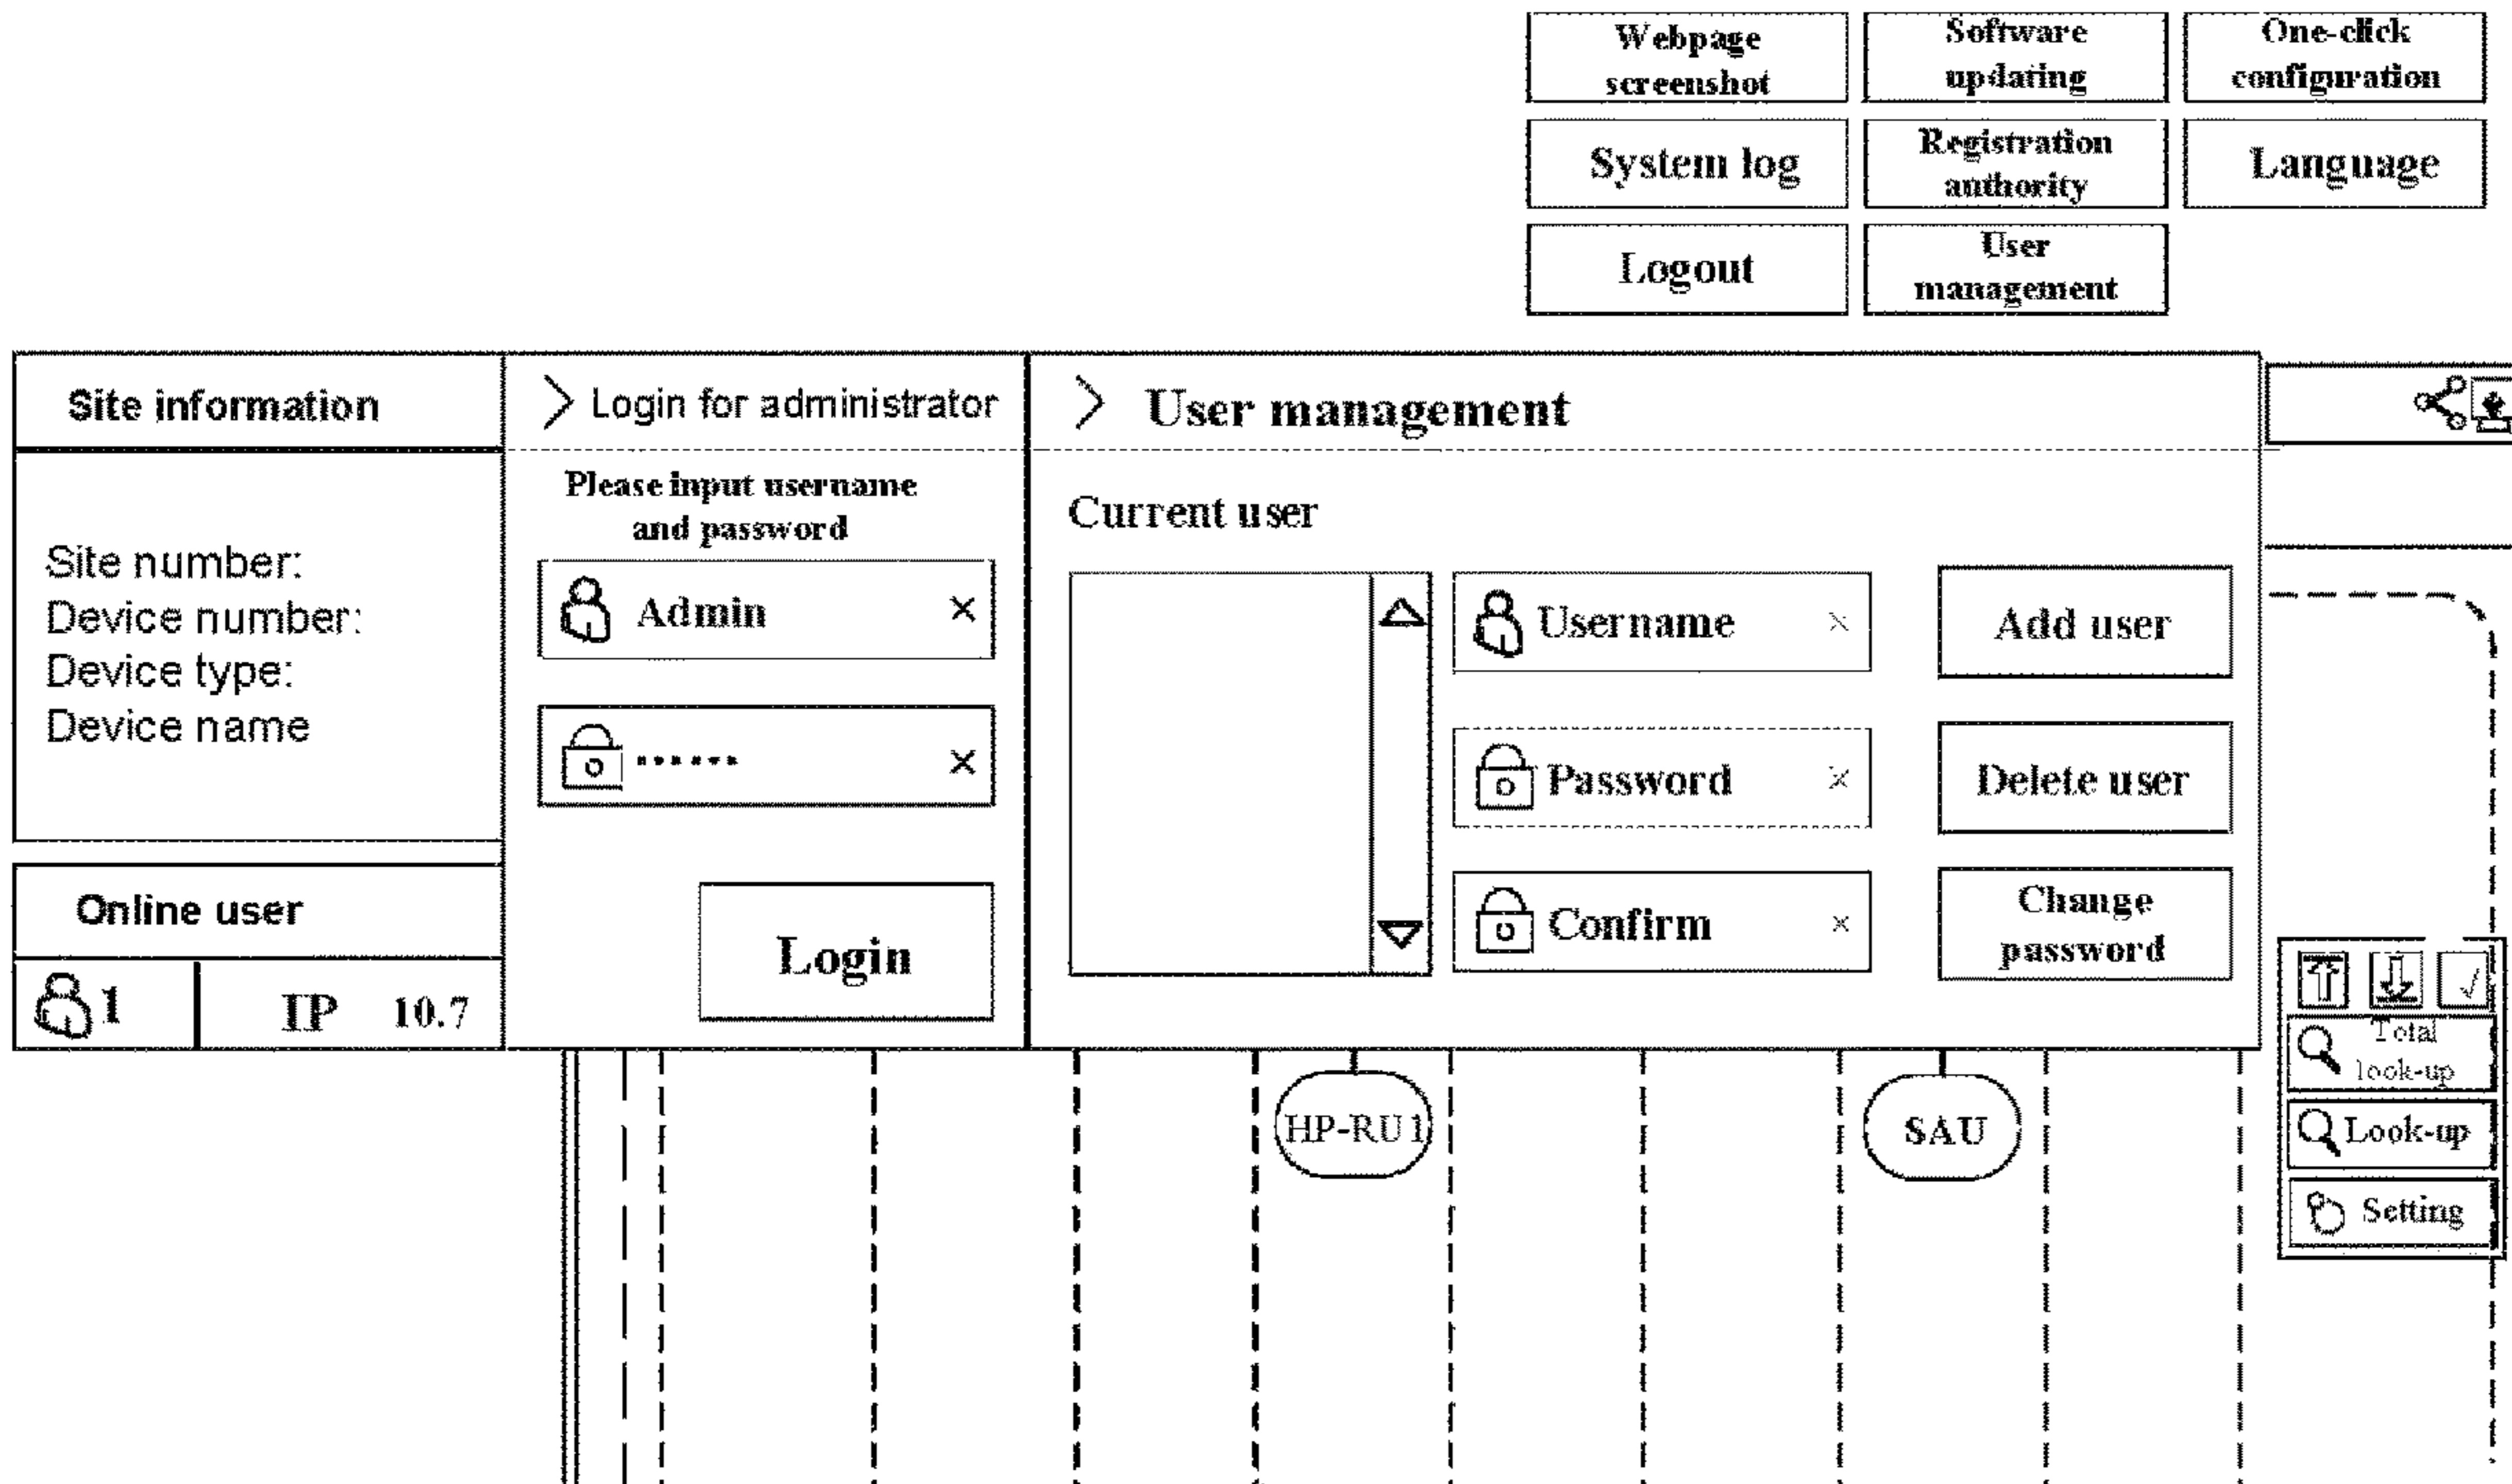 Webpage
screenshot
Software
updating
One-click
configuration
System log
Registration
authority
Language
Logout
User
management
Site information
Site number:
Device number:
Device type:
Device name
Online user
1
IP 10.7
Login for administrator
Please input username
and password
Admin
Login
User management
Current user
Username
Password
Confirm
Add user
Delete user
Change
password
Total
look-up
Look-up
Setting
HP-RU1
SAU